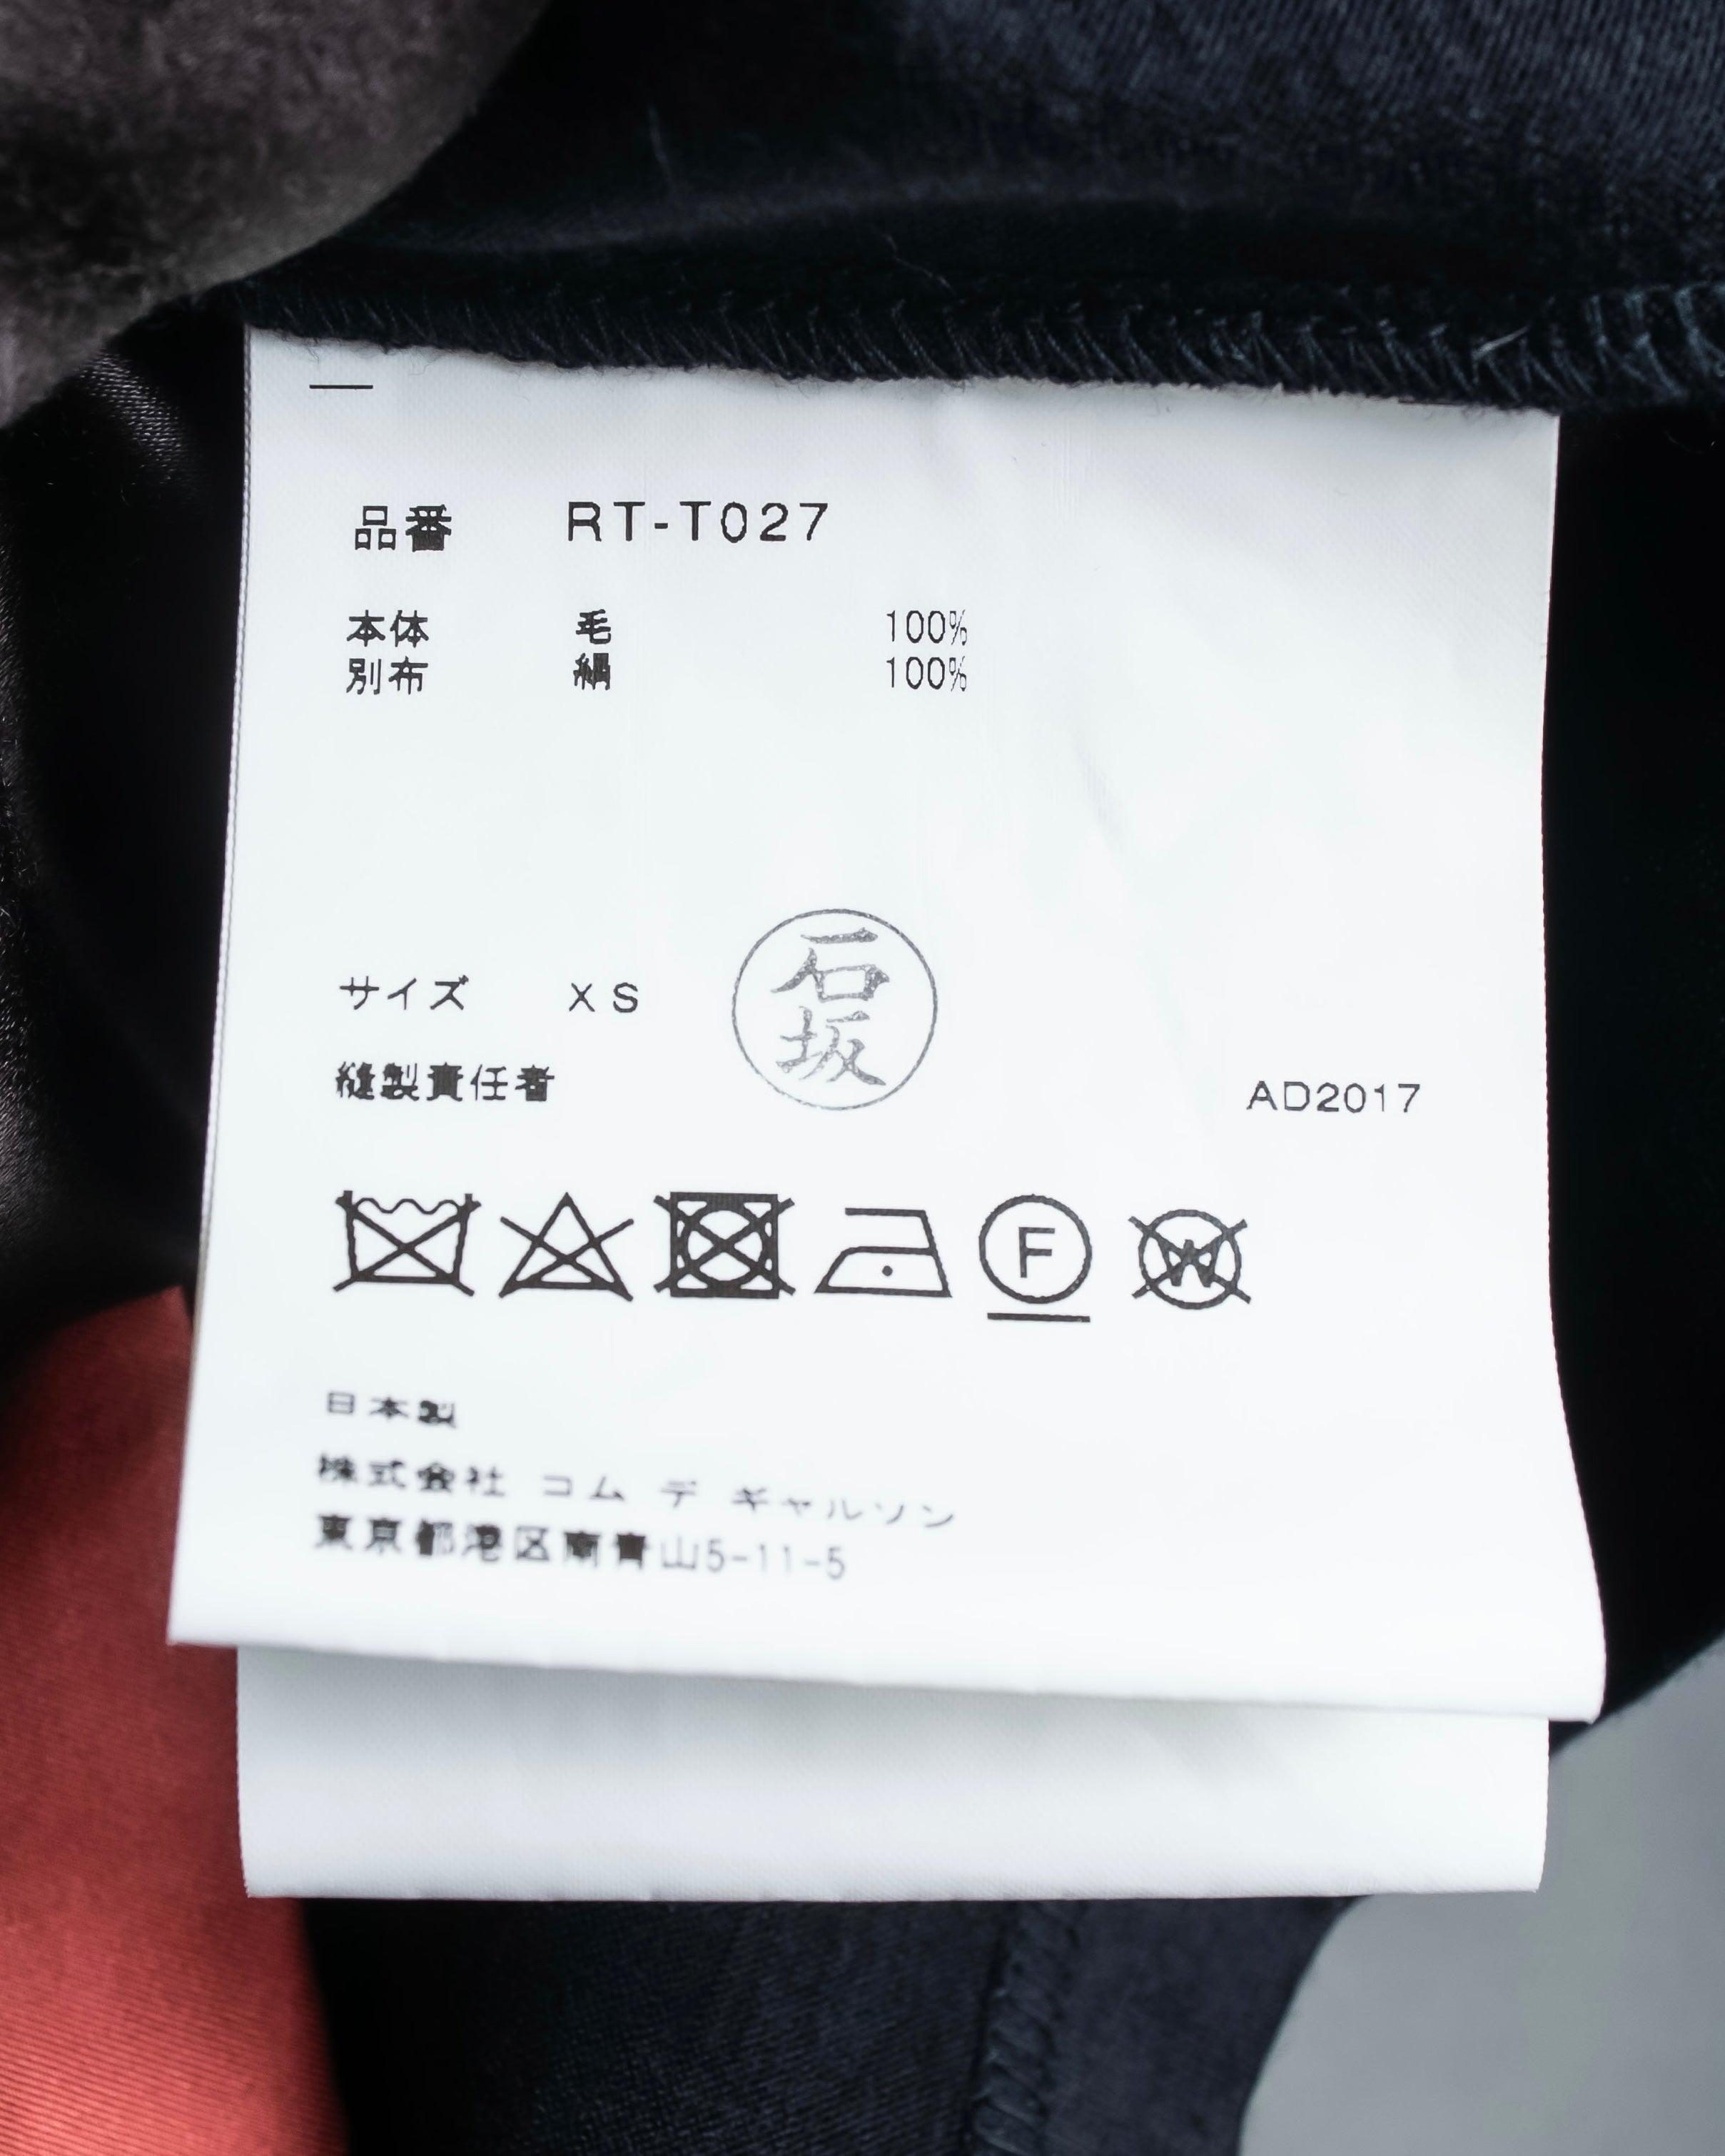 品番 RT-T027
本体 毛 100%
別布 絹 100%
石
坂
サイズ XS
縫製責任者
AD2017
F
W
日本製
株式会社 コム デ ギャルソン
東京都港区南青山5-11-5